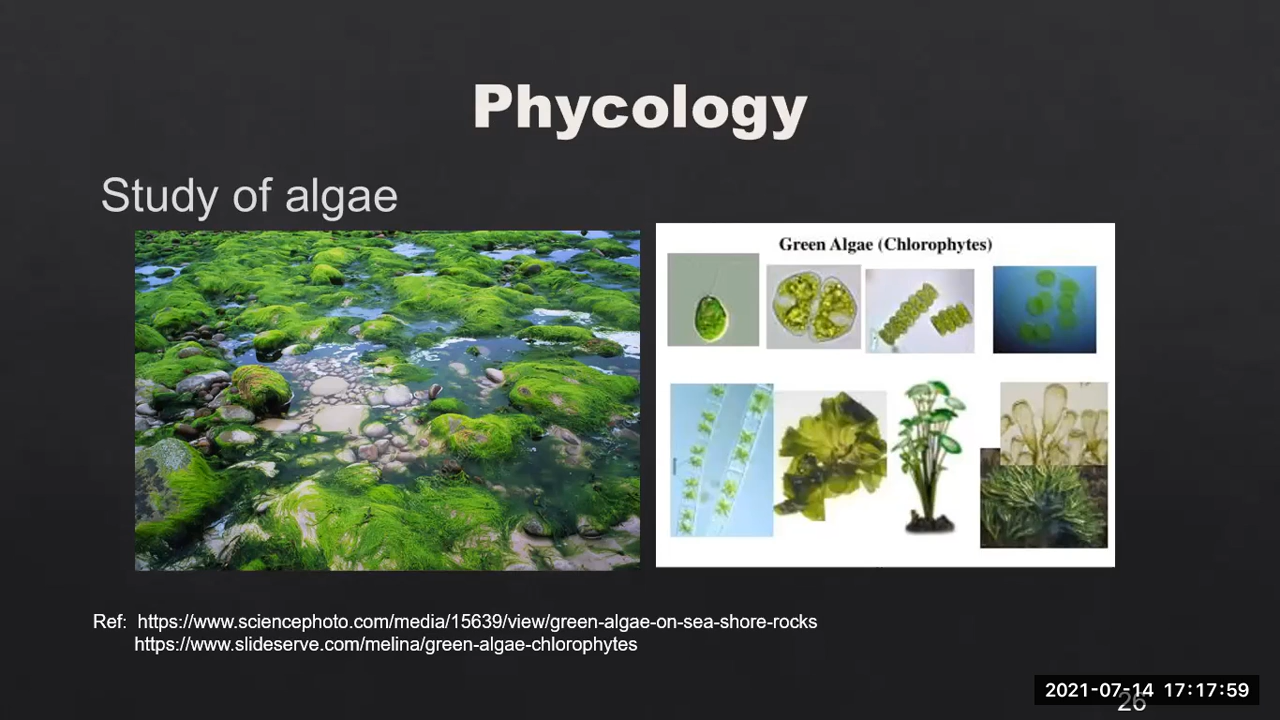 Phycology
Study of algae
Green Algae (Chlorophytes)
Ref: https://www.sciencephoto.com/media/15639/view/green-algae-on-sea-shore-rocks
https://www.slideserve.com/melina/green-algae-chlorophytes
2021-07-14 17:17:59
26